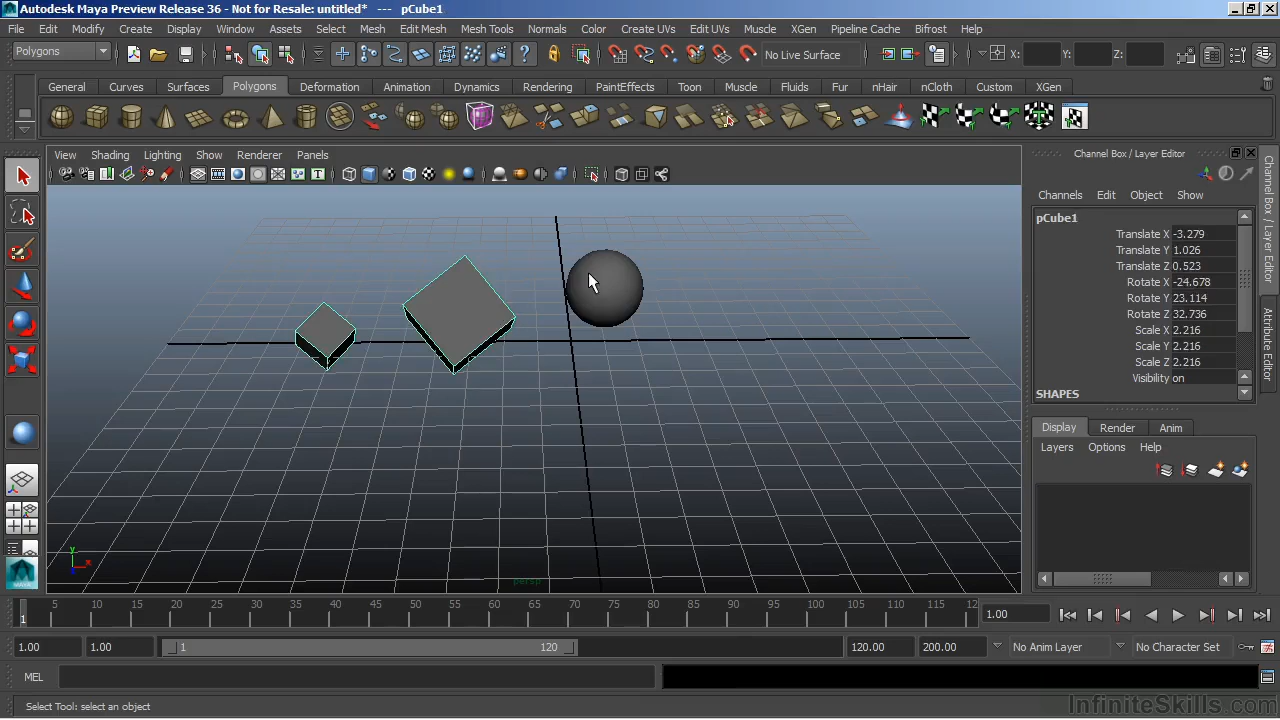 Autodesk Maya Preview Release 36 - Not for Resale: untitled*   ---   pCube1
File Edit Modify Create Display Window Assets Select Mesh Edit Mesh Mesh Tools Normals Color Create UVs Edit UVs Muscle XGen Pipeline Cache Bifrost Help
Polygons No Live Surface X: Y: Z:
General Curves Surfaces Polygons Deformation Animation Dynamics Rendering PaintEffects Toon Muscle Fluids Fur nHair nCloth Custom XGen
View Shading Lighting Show Renderer Panels
Channel Box / Layer Editor
Channels Edit Object Show
pCube1
Translate X -3.279
Translate Y 1.026
Translate Z 0.523
Rotate X -24.678
Rotate Y 23.114
Rotate Z 32.736
Scale X 2.216
Scale Y 2.216
Scale Z 2.216
Visibility on
SHAPES
Channel Box / Layer Editor
Attribute Editor
Display Render Anim
Layers Options Help
y
x
persp
1 5 10 15 20 25 30 35 40 45 50 55 60 65 70 75 80 85 90 95 100 105 110 115 12 1.00
1.00 1.00 1 120 120.00 200.00 No Anim Layer No Character Set
MEL
Select Tool: select an object
InfiniteSkills.com